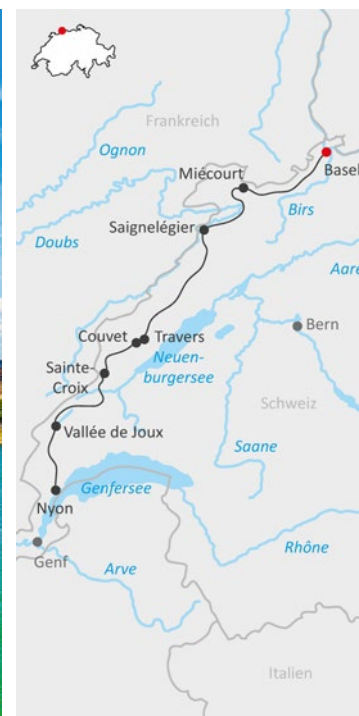 Frankreich
Ognon
Basel
Miécourt
Birs
Saignelégier
Doubs
Aare
Couvet
Travers
Bern
Neuen-
burgersee
Sainte-
Croix
Schweiz
Vallée de Joux
Saane
Genfersee
Nyon
Rhône
Genf
Arve
Italien